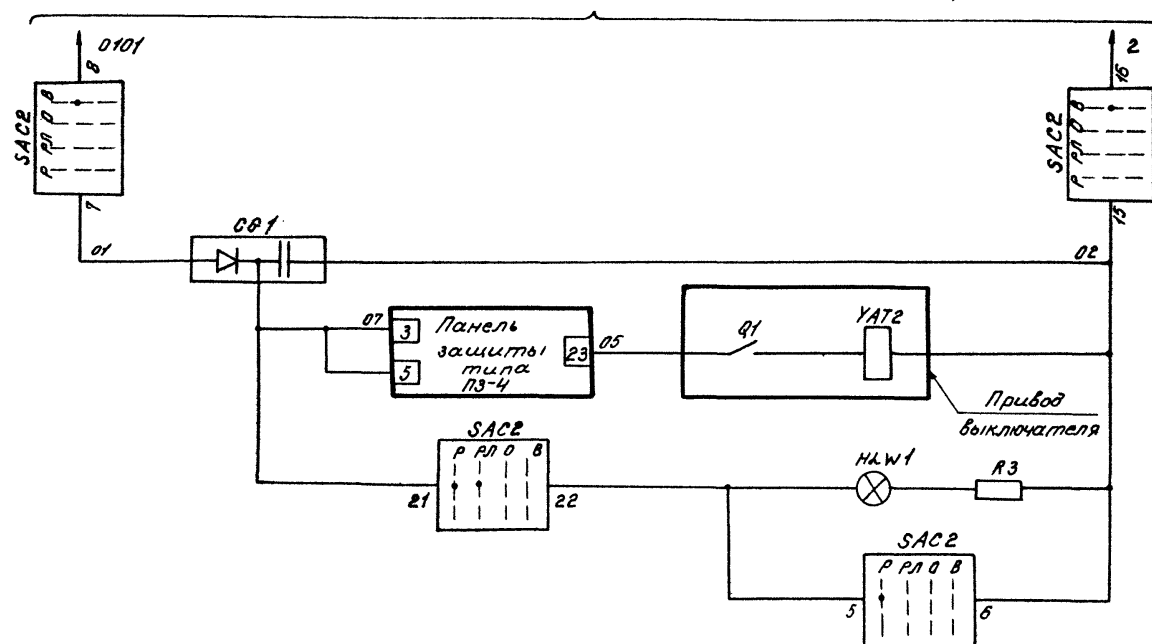 0101
2
8
16
SAC2
В
О
РЛ
Р
SAC2
В
О
РЛ
Р
7
15
CG1
01
02
07
3
Панель
защиты
типа
ПЗ-4
5
23
05
Q1
YAT2
Привод
выключателя
SAC2
Р РЛ О В
21
22
HLW1
R3
SAC2
Р РЛ О В
5
6